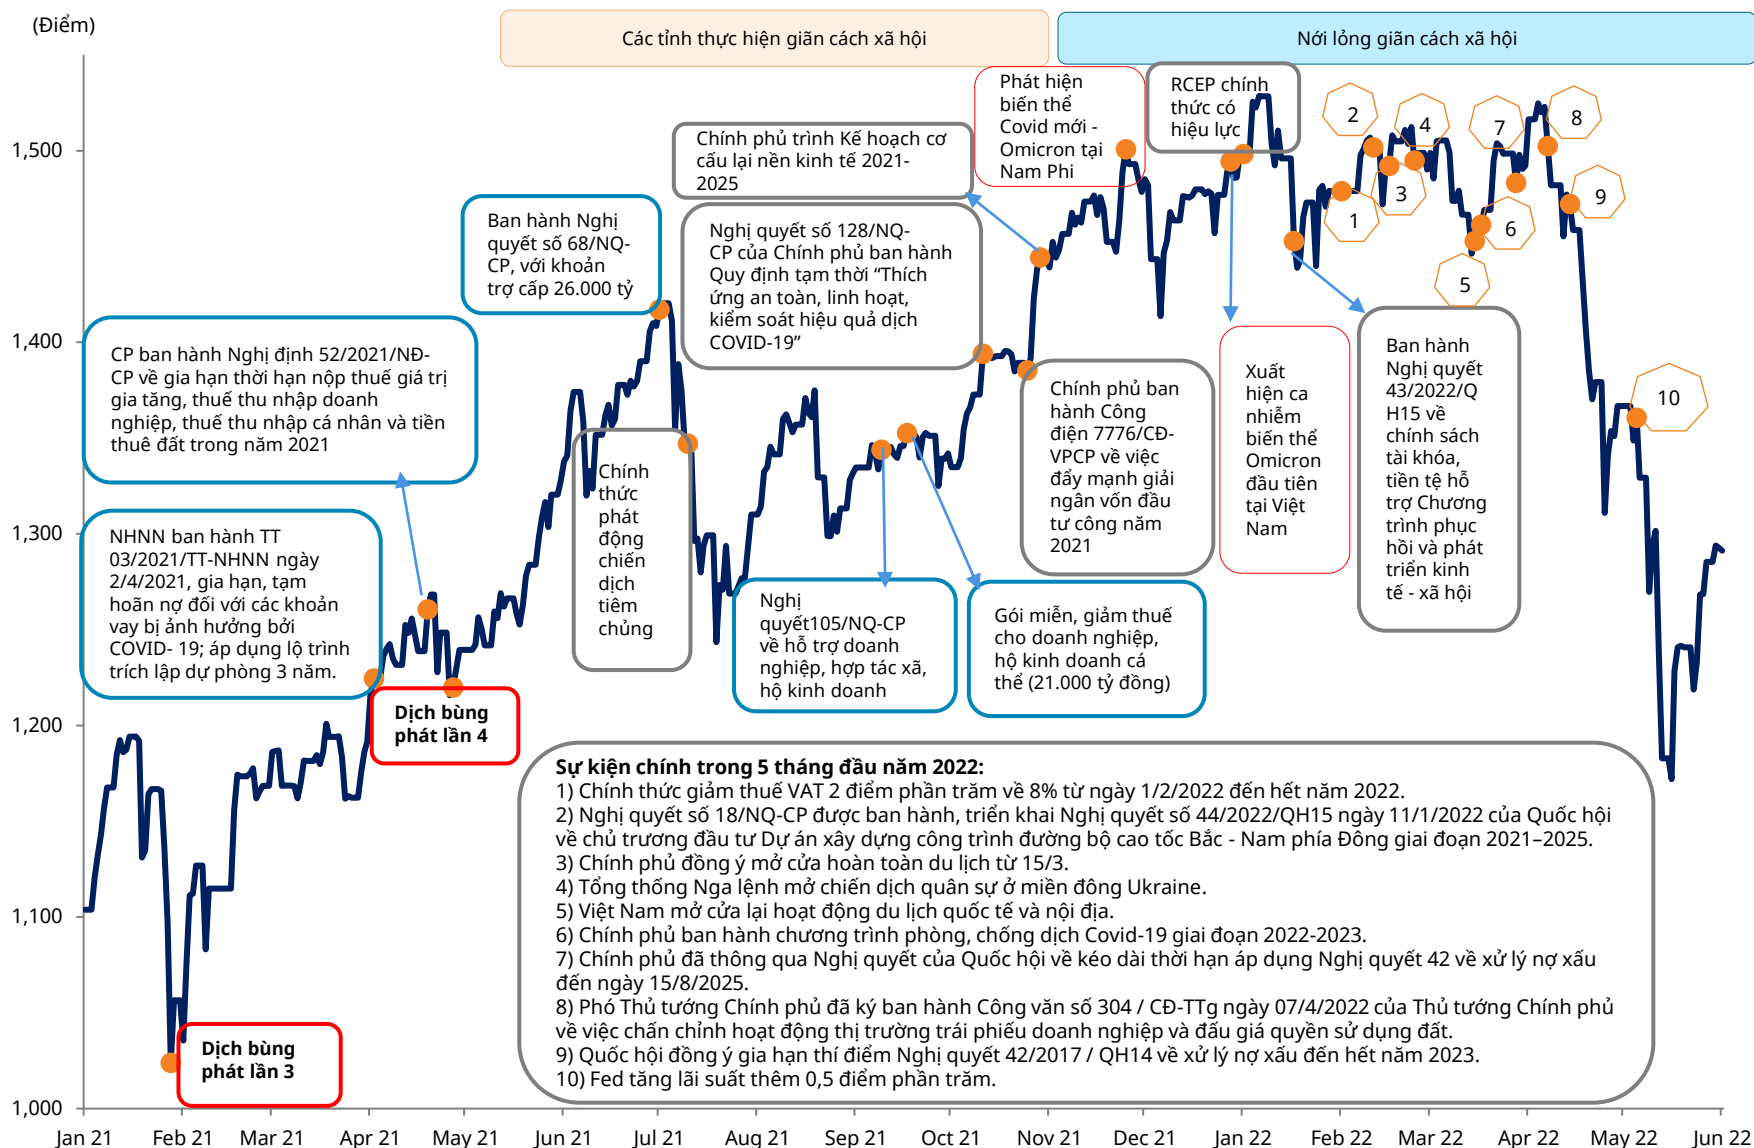 (Điểm)
Các tỉnh thực hiện giãn cách xã hội
Nới lỏng giãn cách xã hội
1,500
1,400
1,300
1,200
1,100
1,000
Phát hiện
biến thể
Covid mới -
Omicron tại
Nam Phi
RCEP chính
thức có
hiệu lực
Chính phủ trình Kế hoạch cơ
cấu lại nền kinh tế 2021-
2025
Ban hành Nghị
quyết số 68/NQ-
CP, với khoản
trợ cấp 26.000 tỷ
Nghị quyết số 128/NQ-
CP của Chính phủ ban hành
Quy định tạm thời “Thích
ứng an toàn, linh hoạt,
kiểm soát hiệu quả dịch
COVID-19”
CP ban hành Nghị định 52/2021/NĐ-
CP về gia hạn thời hạn nộp thuế giá trị
gia tăng, thuế thu nhập doanh
nghiệp, thuế thu nhập cá nhân và tiền
thuê đất trong năm 2021
NHNN ban hành TT
03/2021/TT-NHNN ngày
2/4/2021, gia hạn, tạm
hoãn nợ đối với các khoản
vay bị ảnh hưởng bởi
COVID- 19; áp dụng lộ trình
trích lập dự phòng 3 năm.
Chính
thức
phát
động
chiến
dịch
tiêm
chủng
Chính phủ ban
hành Công
điện 7776/CĐ-
VPCP về việc
đẩy mạnh giải
ngân vốn đầu
tư công năm
2021
Xuất
hiện ca
nhiễm
biến thể
Omicron
đầu tiên
tại Việt
Nam
Ban hành
Nghị quyết
43/2022/Q
H15 về
chính sách
tài khóa,
tiền tệ hỗ
trợ Chương
trình phục
hồi và phát
triển kinh
tế - xã hội
Nghị
quyết105/NQ-CP
về hỗ trợ doanh
nghiệp, hợp tác xã,
hộ kinh doanh
Gói miễn, giảm thuế
cho doanh nghiệp,
hộ kinh doanh cá
thể (21.000 tỷ đồng)
Dịch bùng
phát lần 4
Dịch bùng
phát lần 3
1
2
3
4
5
6
7
8
9
10
Sự kiện chính trong 5 tháng đầu năm 2022:
1) Chính thức giảm thuế VAT 2 điểm phần trăm về 8% từ ngày 1/2/2022 đến hết năm 2022.
2) Nghị quyết số 18/NQ-CP được ban hành, triển khai Nghị quyết số 44/2022/QH15 ngày 11/1/2022 của Quốc hội
về chủ trương đầu tư Dự án xây dựng công trình đường bộ cao tốc Bắc - Nam phía Đông giai đoạn 2021–2025.
3) Chính phủ đồng ý mở cửa hoàn toàn du lịch từ 15/3.
4) Tổng thống Nga lệnh mở chiến dịch quân sự ở miền đông Ukraine.
5) Việt Nam mở cửa lại hoạt động du lịch quốc tế và nội địa.
6) Chính phủ ban hành chương trình phòng, chống dịch Covid-19 giai đoạn 2022-2023.
7) Chính phủ đã thông qua Nghị quyết của Quốc hội về kéo dài thời hạn áp dụng Nghị quyết 42 về xử lý nợ xấu
đến ngày 15/8/2025.
8) Phó Thủ tướng Chính phủ đã ký ban hành Công văn số 304 / CĐ-TTg ngày 07/4/2022 của Thủ tướng Chính phủ
về việc chấn chỉnh hoạt động thị trường trái phiếu doanh nghiệp và đấu giá quyền sử dụng đất.
9) Quốc hội đồng ý gia hạn thí điểm Nghị quyết 42/2017 / QH14 về xử lý nợ xấu đến hết năm 2023.
10) Fed tăng lãi suất thêm 0,5 điểm phần trăm.
Jan 21 Feb 21 Mar 21 Apr 21 May 21 Jun 21 Jul 21 Aug 21 Sep 21 Oct 21 Nov 21 Dec 21 Jan 22 Feb 22 Mar 22 Apr 22 May 22 Jun 22